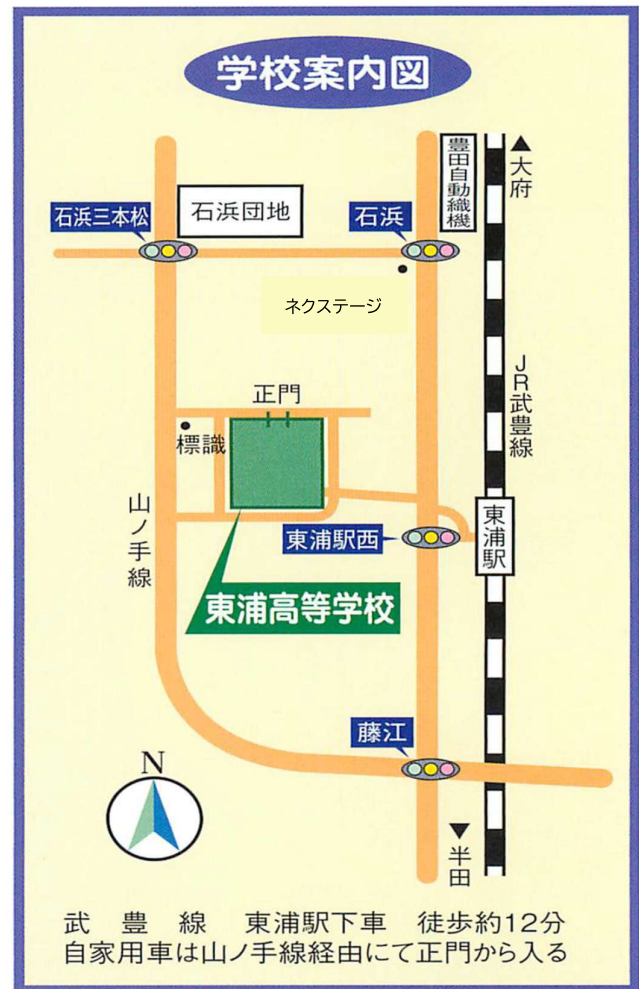 学校案内図
豊田自動織機
▲大府
石浜三本松
石浜団地
石浜
ネクステージ
JR武豊線
正門
標識
山ノ手線
東浦駅西
東浦駅
東浦高等学校
藤江
N
▼半田
武豊線 東浦駅下車 徒歩約12分
自家用車は山ノ手線経由にて正門から入る